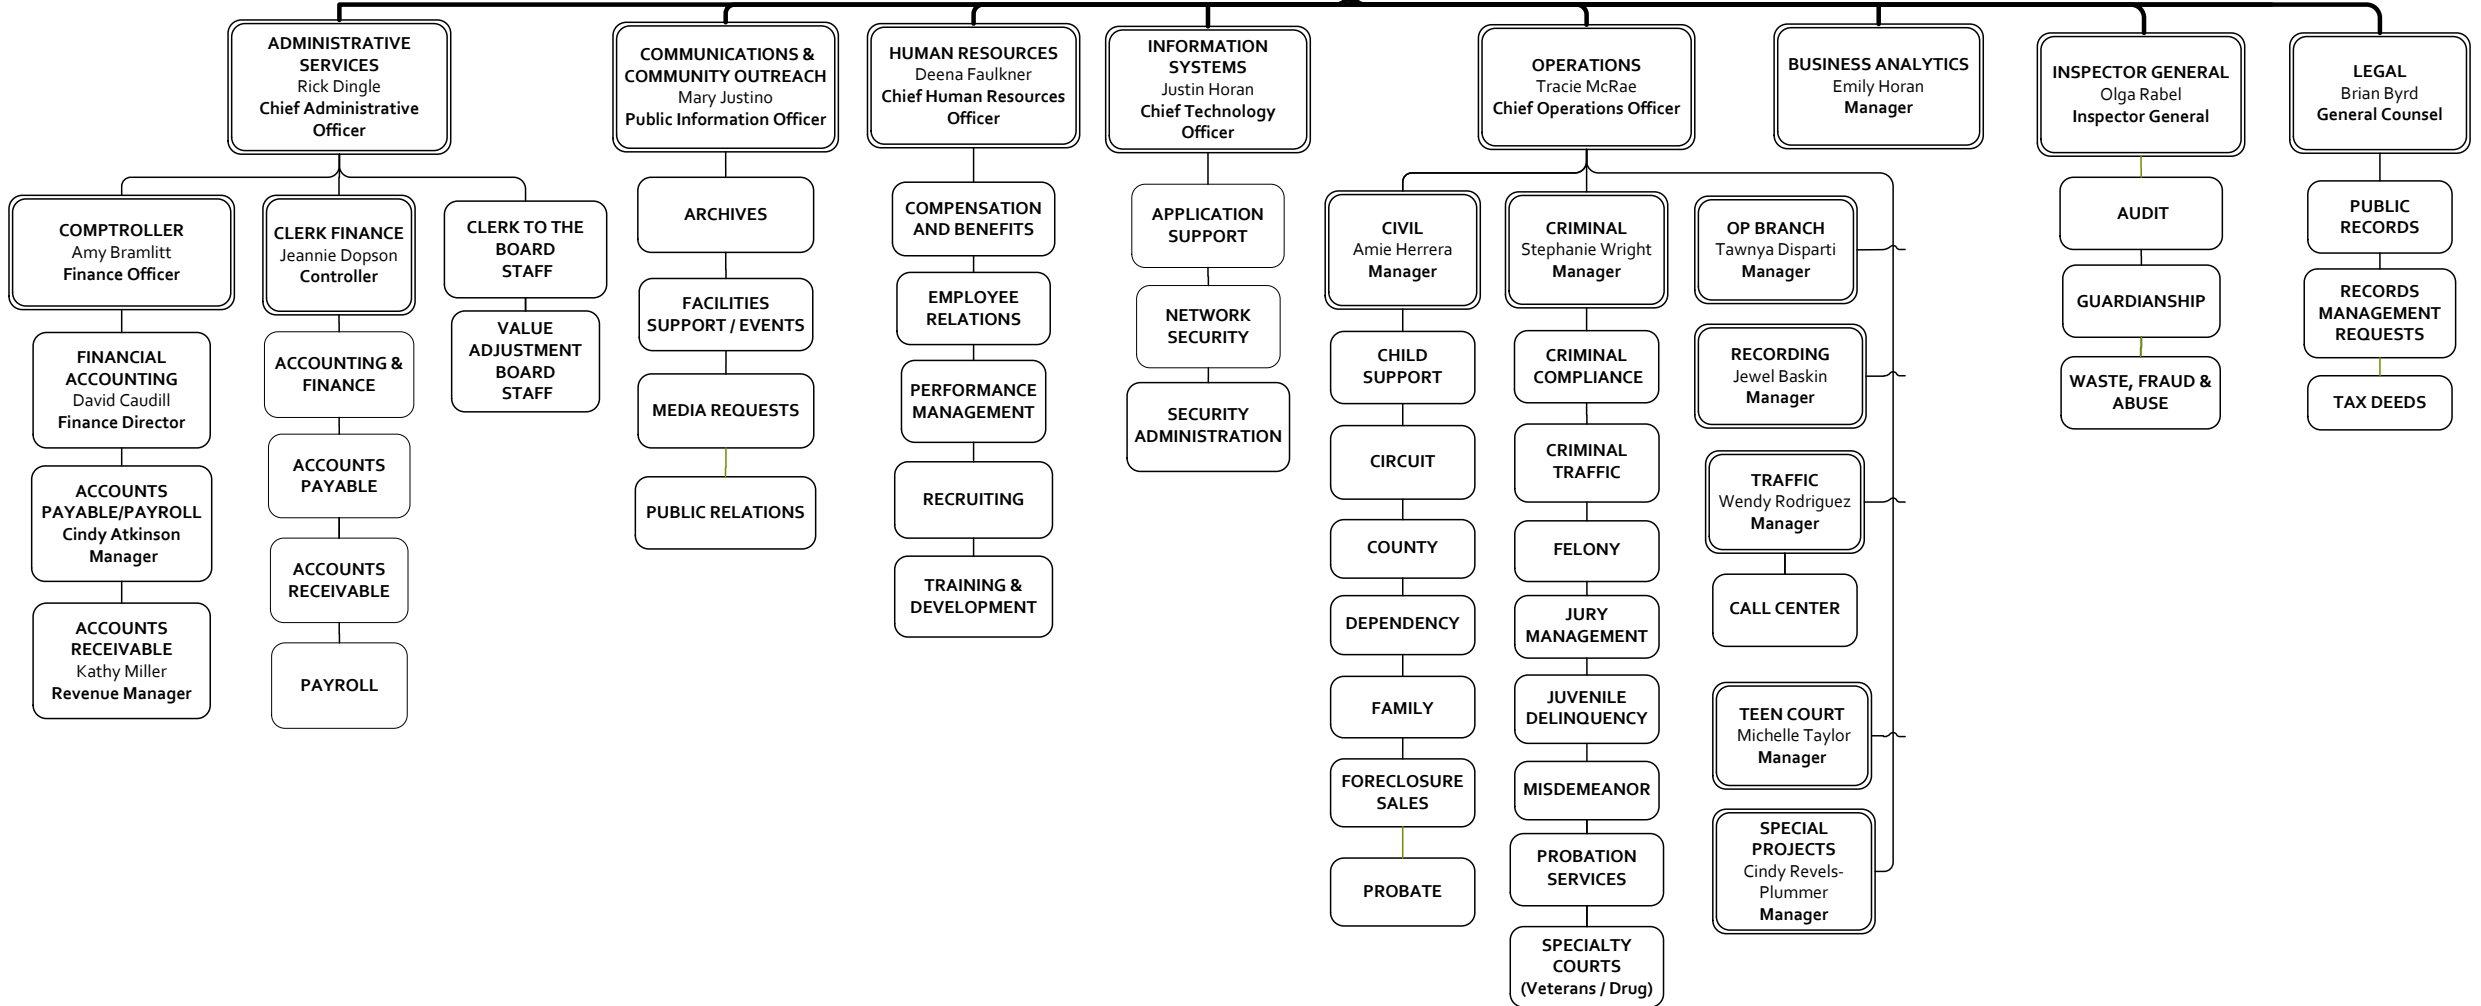 ADMINISTRATIVE
SERVICES
Rick Dingle
Chief Administrative
Officer
COMMUNICATIONS &
COMMUNITY OUTREACH
Mary Justino
Public Information Officer
HUMAN RESOURCES
Deena Faulkner
Chief Human Resources
Officer
INFORMATION
SYSTEMS
Justin Horan
Chief Technology
Officer
OPERATIONS
Tracie McRae
Chief Operations Officer
BUSINESS ANALYTICS
Emily Horan
Manager
INSPECTOR GENERAL
Olga Rabel
Inspector General
LEGAL
Brian Byrd
General Counsel
COMPTROLLER
Amy Bramlitt
Finance Officer
FINANCIAL
ACCOUNTING
David Caudill
Finance Director
ACCOUNTS
PAYABLE/PAYROLL
Cindy Atkinson
Manager
ACCOUNTS
RECEIVABLE
Kathy Miller
Revenue Manager
CLERK FINANCE
Jeannie Dopson
Controller
ACCOUNTING &
FINANCE
ACCOUNTS
PAYABLE
ACCOUNTS
RECEIVABLE
PAYROLL
CLERK TO THE
BOARD
STAFF
VALUE
ADJUSTMENT
BOARD
STAFF
ARCHIVES
FACILITIES
SUPPORT / EVENTS
MEDIA REQUESTS
PUBLIC RELATIONS
COMPENSATION
AND BENEFITS
EMPLOYEE
RELATIONS
PERFORMANCE
MANAGEMENT
RECRUITING
TRAINING &
DEVELOPMENT
APPLICATION
SUPPORT
NETWORK
SECURITY
SECURITY
ADMINISTRATION
CIVIL
Amie Herrera
Manager
CHILD
SUPPORT
CIRCUIT
COUNTY
DEPENDENCY
FAMILY
FORECLOSURE
SALES
PROBATE
CRIMINAL
Stephanie Wright
Manager
CRIMINAL
COMPLIANCE
CRIMINAL
TRAFFIC
FELONY
JURY
MANAGEMENT
JUVENILE
DELINQUENCY
MISDEMEANOR
PROBATION
SERVICES
SPECIALTY
COURTS
(Veterans / Drug)
OP BRANCH
Tawnya Disparti
Manager
RECORDING
Jewel Baskin
Manager
TRAFFIC
Wendy Rodriguez
Manager
CALL CENTER
TEEN COURT
Michelle Taylor
Manager
SPECIAL
PROJECTS
Cindy Revels-
Plummer
Manager
AUDIT
GUARDIANSHIP
WASTE, FRAUD &
ABUSE
PUBLIC
RECORDS
RECORDS
MANAGEMENT
REQUESTS
TAX DEEDS